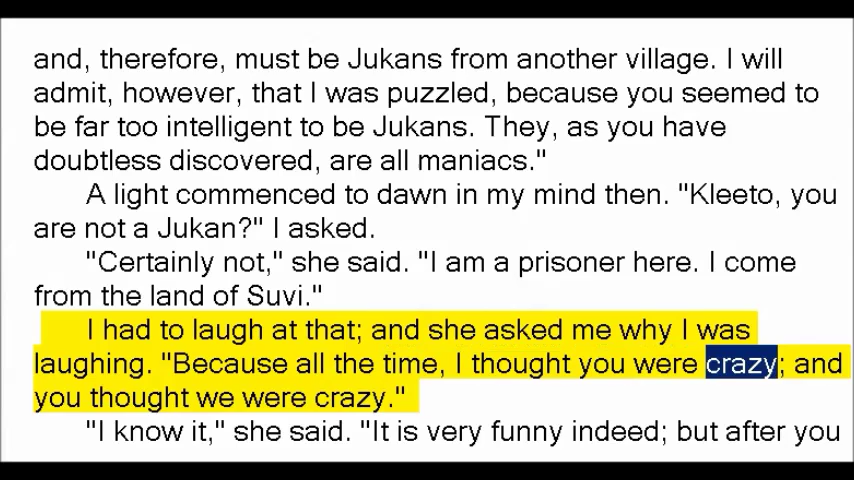 and, therefore, must be Jukans from another village. I will
admit, however, that I was puzzled, because you seemed to
be far too intelligent to be Jukans. They, as you have
doubtless discovered, are all maniacs."
A light commenced to dawn in my mind then. "Kleeto, you
are not a Jukan?" I asked.
"Certainly not," she said. "I am a prisoner here. I come
from the land of Suvi."
I had to laugh at that; and she asked me why I was
laughing. "Because all the time, I thought you were crazy; and
you thought we were crazy."
"I know it," she said. "It is very funny indeed; but after you